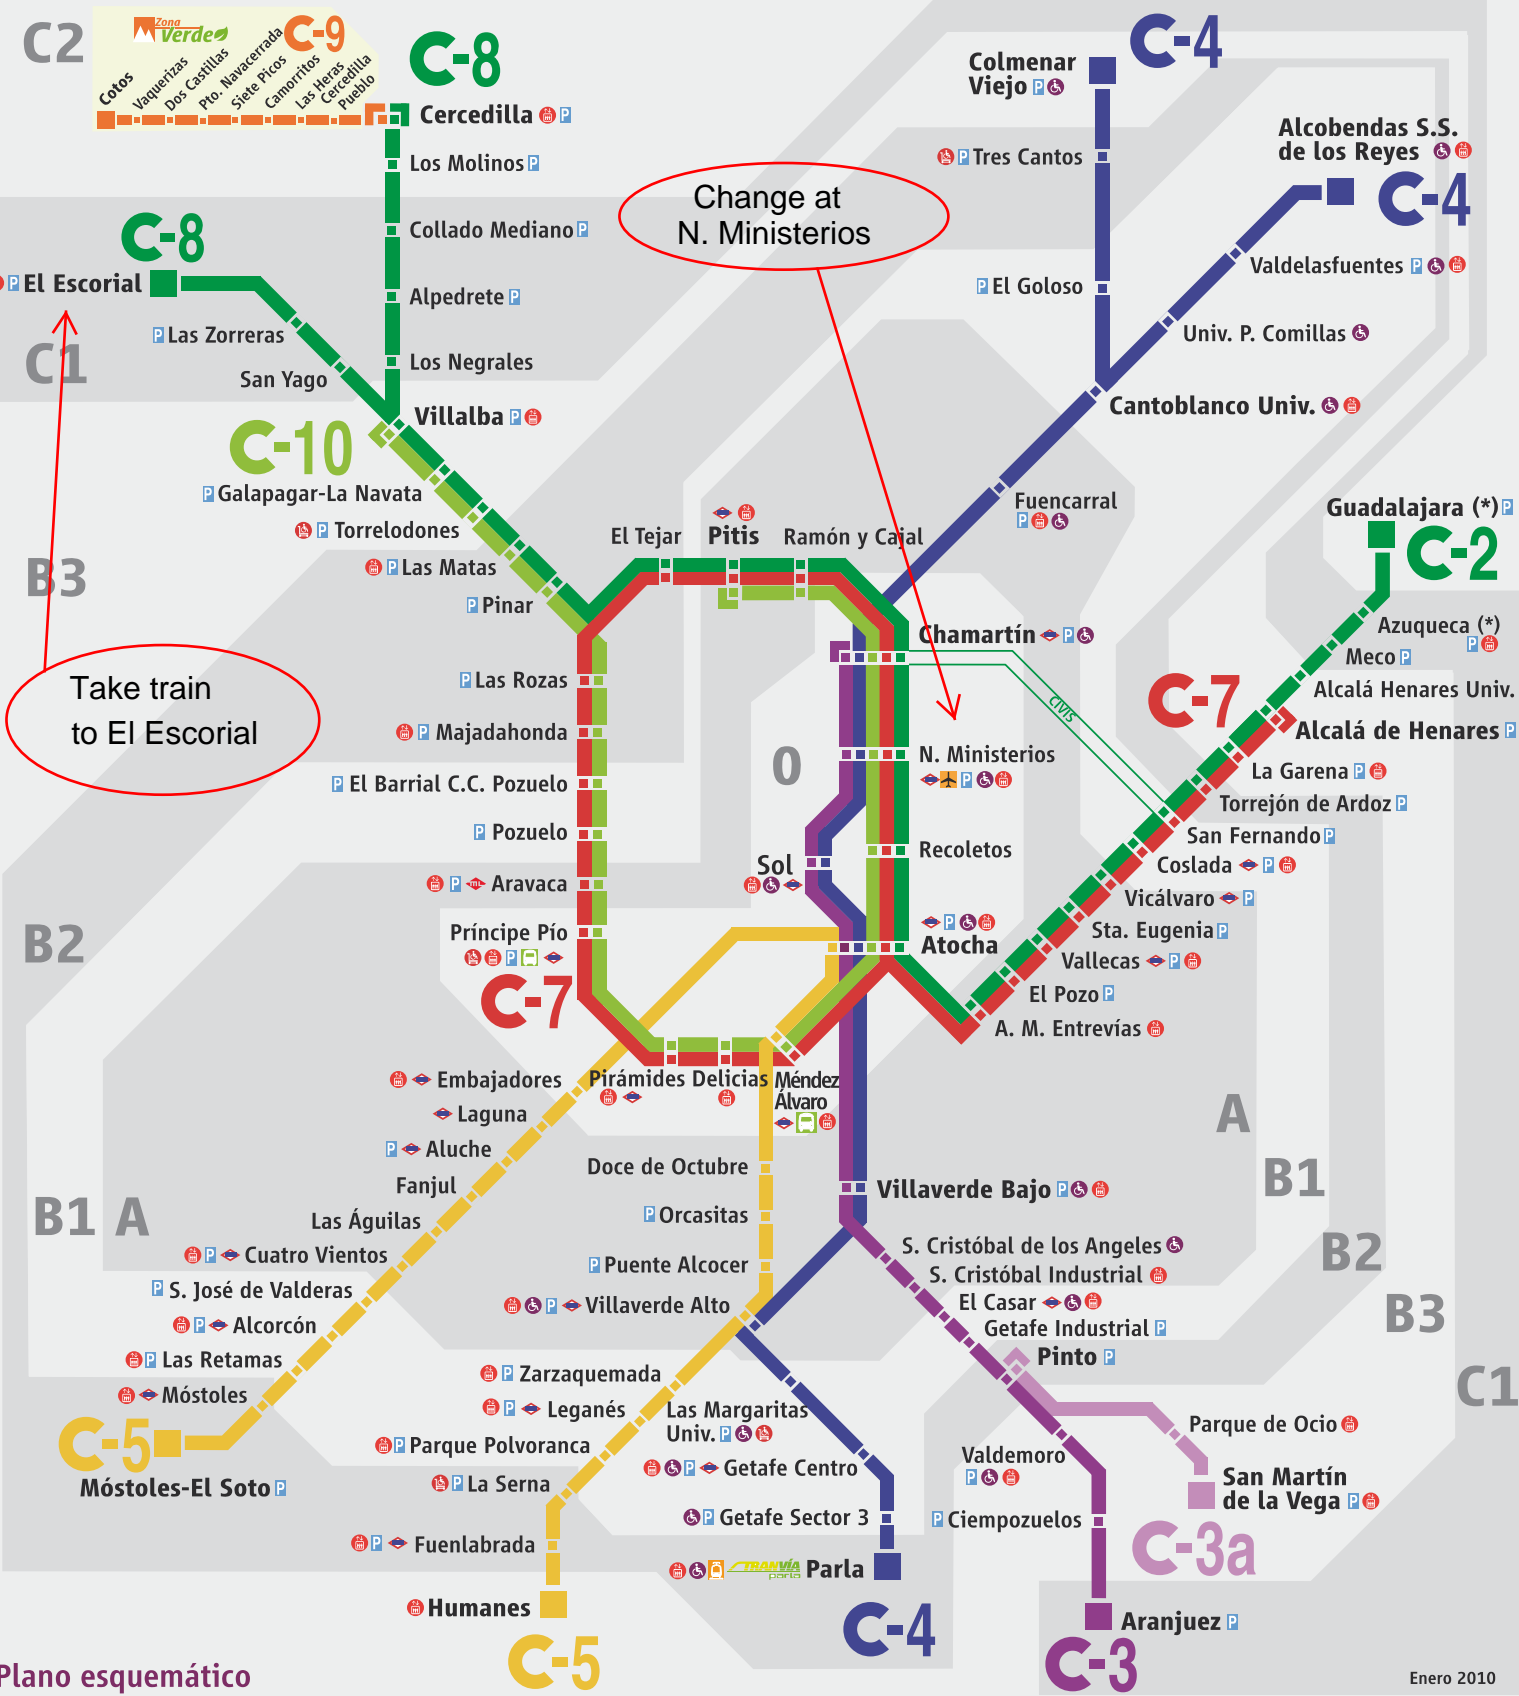 C2
Zona
Verde
C-9
Cotos
Vaquerizas
Dos Castillas
Pto. Navacerrada
Siete Picos
Camorritos
Las Heras
Cercedilla
Pueblo
C-8
Cercedilla P
Los Molinos P
Collado Mediano P
Alpedrete P
Los Negrales
Villalba P
C-8
P El Escorial
P Las Zorreras
San Yago
C1
C-10
P Galapagar-La Navata
P Torrelodones
P Las Matas
P Pinar
B3
Change at
N. Ministerios
Take train
to El Escorial
C-4
Colmenar
Viejo P
P Tres Cantos
P El Goloso
Alcobendas S.S.
de los Reyes
C-4
Valdelasfuentes P
Univ. P. Comillas
Cantoblanco Univ.
Fuencarral
P
El Tejar
Pitis
Ramón y Cajal
Chamartín P
CIVIS
N. Ministerios
P
Recoletos
P
Atocha
0
Sol
Guadalajara (*) P
C-2
Azuqueca (*)
P
Meco P
Alcalá Henares Univ.
C-7
Alcalá de Henares P
La Garena P
Torrejón de Ardoz P
San Fernando P
Coslada P
Vicálvaro P
Sta. Eugenia P
Vallecas P
El Pozo P
A. M. Entrevías
P Las Rozas
P Majadahonda
P El Barrial C.C. Pozuelo
P Pozuelo
P ML Aravaca
Príncipe Pío
P
C-7
B2
Pirámides
Delicias
Méndez
Álvaro
Embajadores
Laguna
P Aluche
Fanjul
Las Águilas
P Cuatro Vientos
P S. José de Valderas
P Alcorcón
P Las Retamas
Móstoles
C-5
Móstoles-El Soto P
B1
A
Doce de Octubre
P Orcasitas
P Puente Alcocer
P Villaverde Alto
P Zarzaquemada
P Leganés
P Parque Polvoranca
P La Serna
P Fuenlabrada
Humanes
C-5
Villaverde Bajo P
S. Cristóbal de los Angeles
S. Cristóbal Industrial
El Casar
Getafe Industrial P
Pinto P
A
B1
B2
B3
C1
Las Margaritas
Univ. P
P Getafe Centro
P Getafe Sector 3
TRANVÍA
parla
Parla
C-4
Valdemoro
P
P Ciempozuelos
Parque de Ocio
San Martín
de la Vega P
C-3a
Aranjuez P
C-3
Plano esquemático
Enero 2010